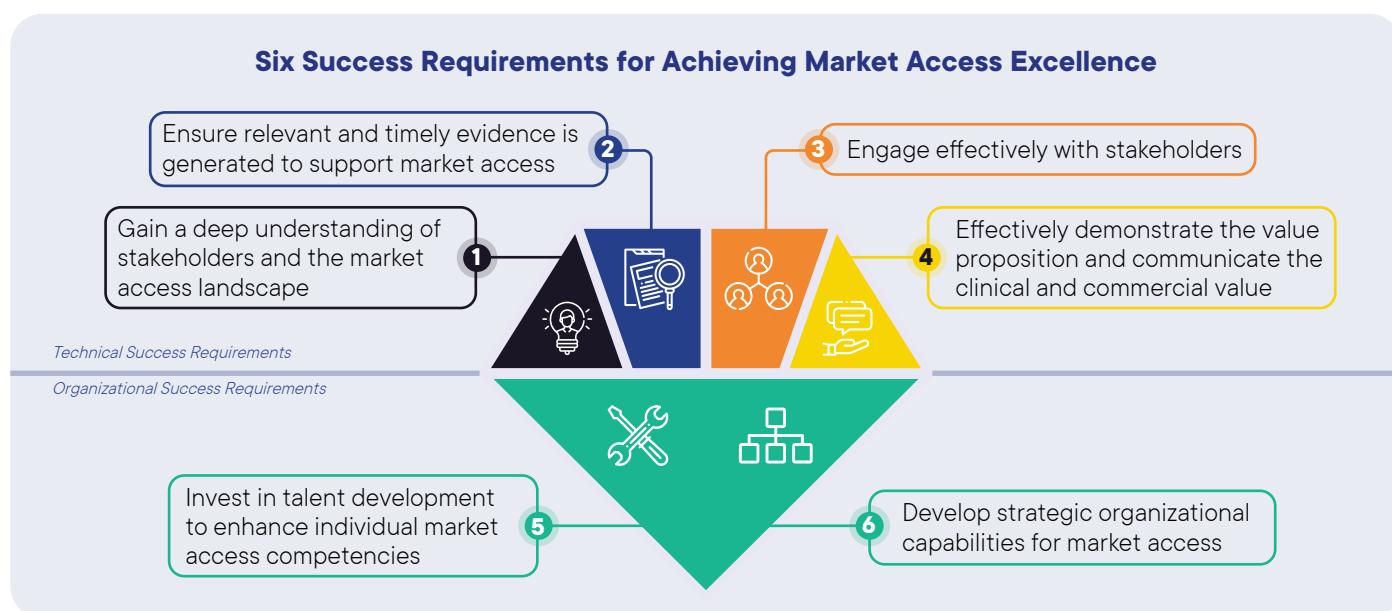 Six Success Requirements for Achieving Market Access Excellence
Ensure relevant and timely evidence is
generated to support market access
2
3
Engage effectively with stakeholders
Gain a deep understanding of
stakeholders and the market
access landscape
1
4
Effectively demonstrate the value
proposition and communicate the
clinical and commercial value
Technical Success Requirements
Organizational Success Requirements
Invest in talent development
to enhance individual market
access competencies
5
6
Develop strategic organizational
capabilities for market access